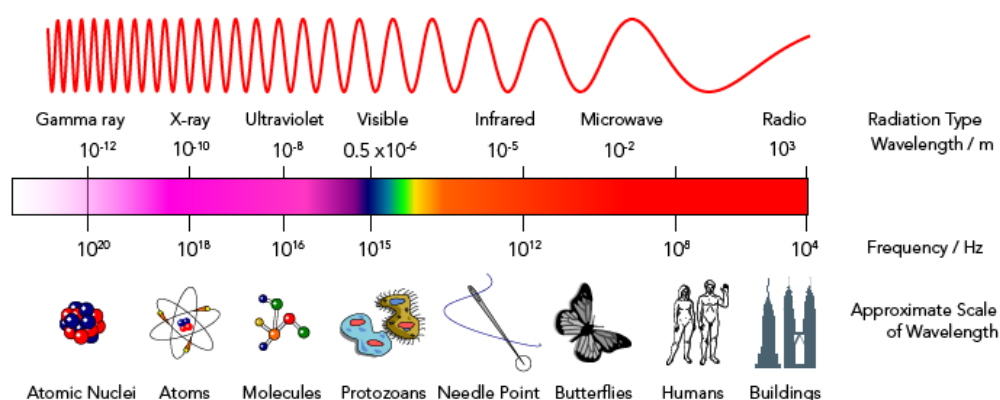 Gamma ray X-ray Ultraviolet Visible Infrared Microwave Radio Radiation Type
10⁻¹² 10⁻¹⁰ 10⁻⁸ 0.5 x10⁻⁶ 10⁻⁵ 10⁻² 10³ Wavelength / m
10²⁰ 10¹⁸ 10¹⁶ 10¹⁵ 10¹² 10⁸ 10⁴ Frequency / Hz
Approximate Scale
of Wavelength
Atomic Nuclei Atoms Molecules Protozoans Needle Point Butterflies Humans Buildings